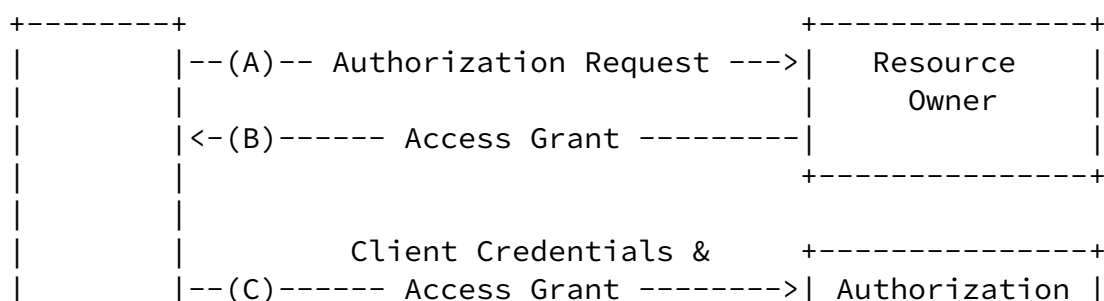 +--------+                                  +---------------+
|        |--(A)-- Authorization Request --->|   Resource    |
|        |                                  |     Owner     |
|        |<-(B)------ Access Grant ---------|               |
|        |                                  +---------------+
|        |
|        |        Client Credentials &      +---------------+
|        |--(C)------ Access Grant -------->| Authorization |